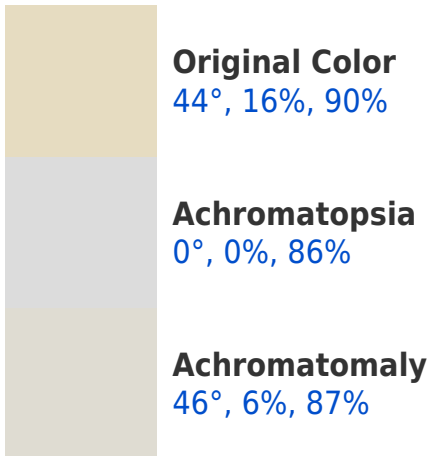 Original Color
44°, 16%, 90%
Achromatopsia
0°, 0%, 86%
Achromatomaly
46°, 6%, 87%